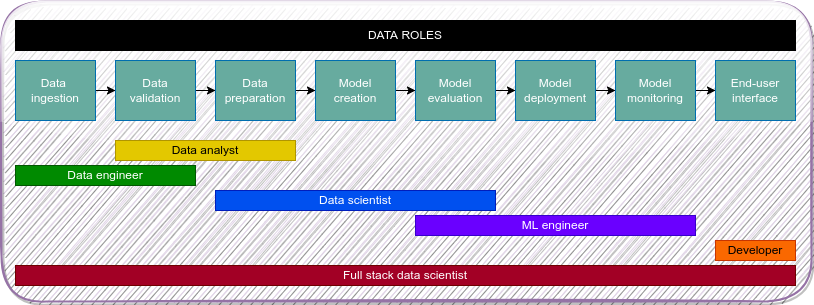 DATA ROLES
Data
ingestion
Data
validation
Data
preparation
Model
creation
Model
evaluation
Model
deployment
Model
monitoring
End-user
interface
Data analyst
Data engineer
Data scientist
ML engineer
Developer
Full stack data scientist